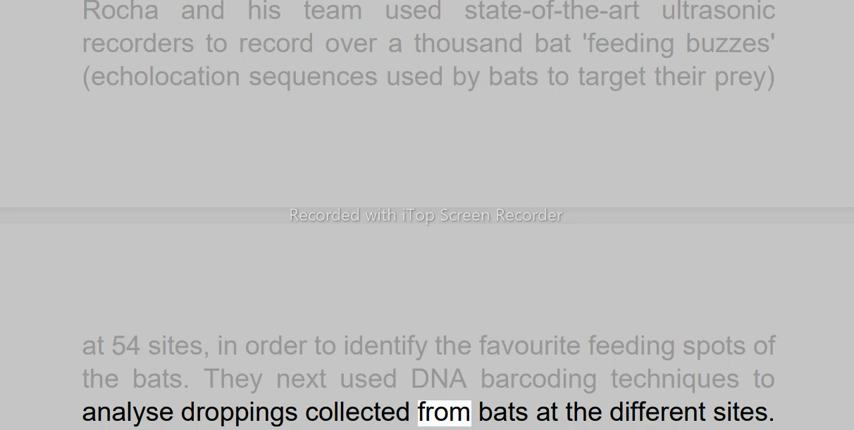 Rocha and his team used state-of-the-art ultrasonic
recorders to record over a thousand bat 'feeding buzzes'
(echolocation sequences used by bats to target their prey)
Recorded with iTop Screen Recorder
at 54 sites, in order to identify the favourite feeding spots of
the bats. They next used DNA barcoding techniques to
analyse droppings collected from bats at the different sites.